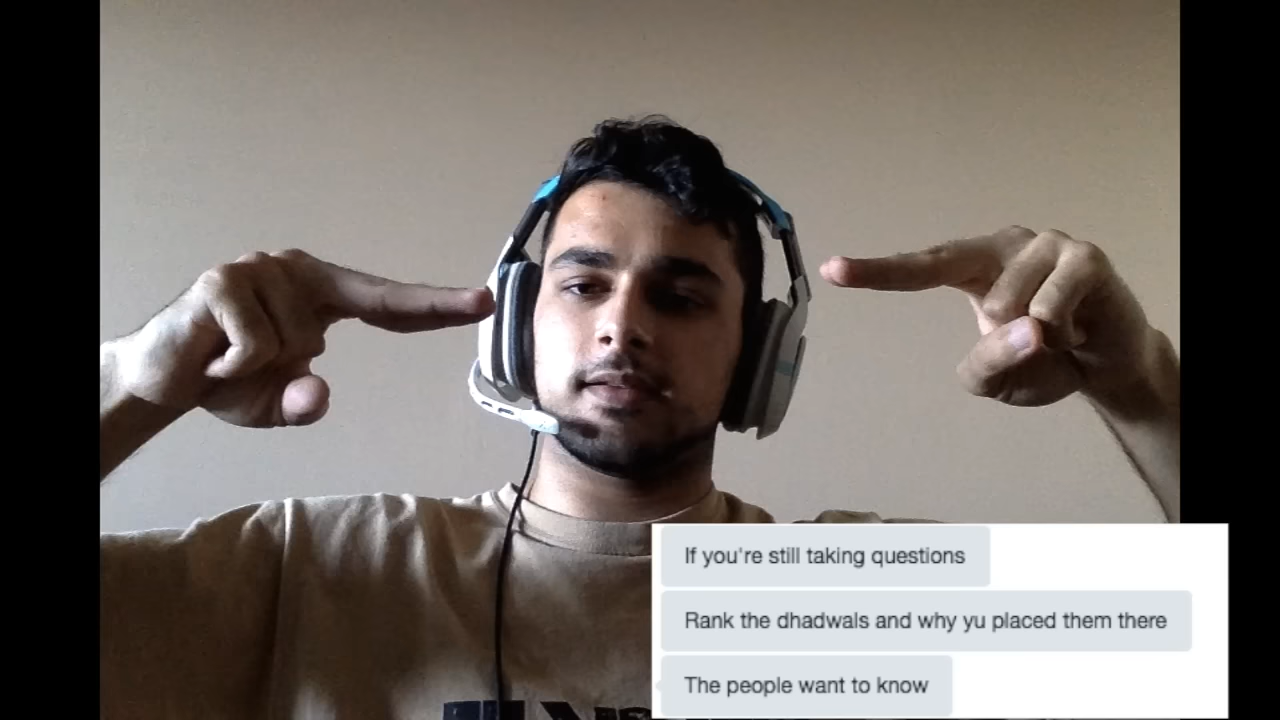 If you're still taking questions
Rank the dhadwals and why yu placed them there
The people want to know